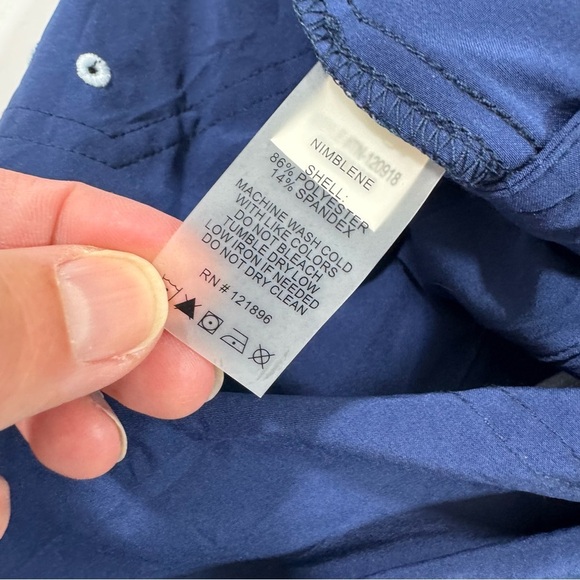 NIMBLENE
SHELL:
86% POLYESTER
14% SPANDEX
MACHINE WASH COLD
WITH LIKE COLORS
DO NOT BLEACH
TUMBLE DRY LOW
LOW IRON IF NEEDED
DO NOT DRY CLEAN
RN # 121896